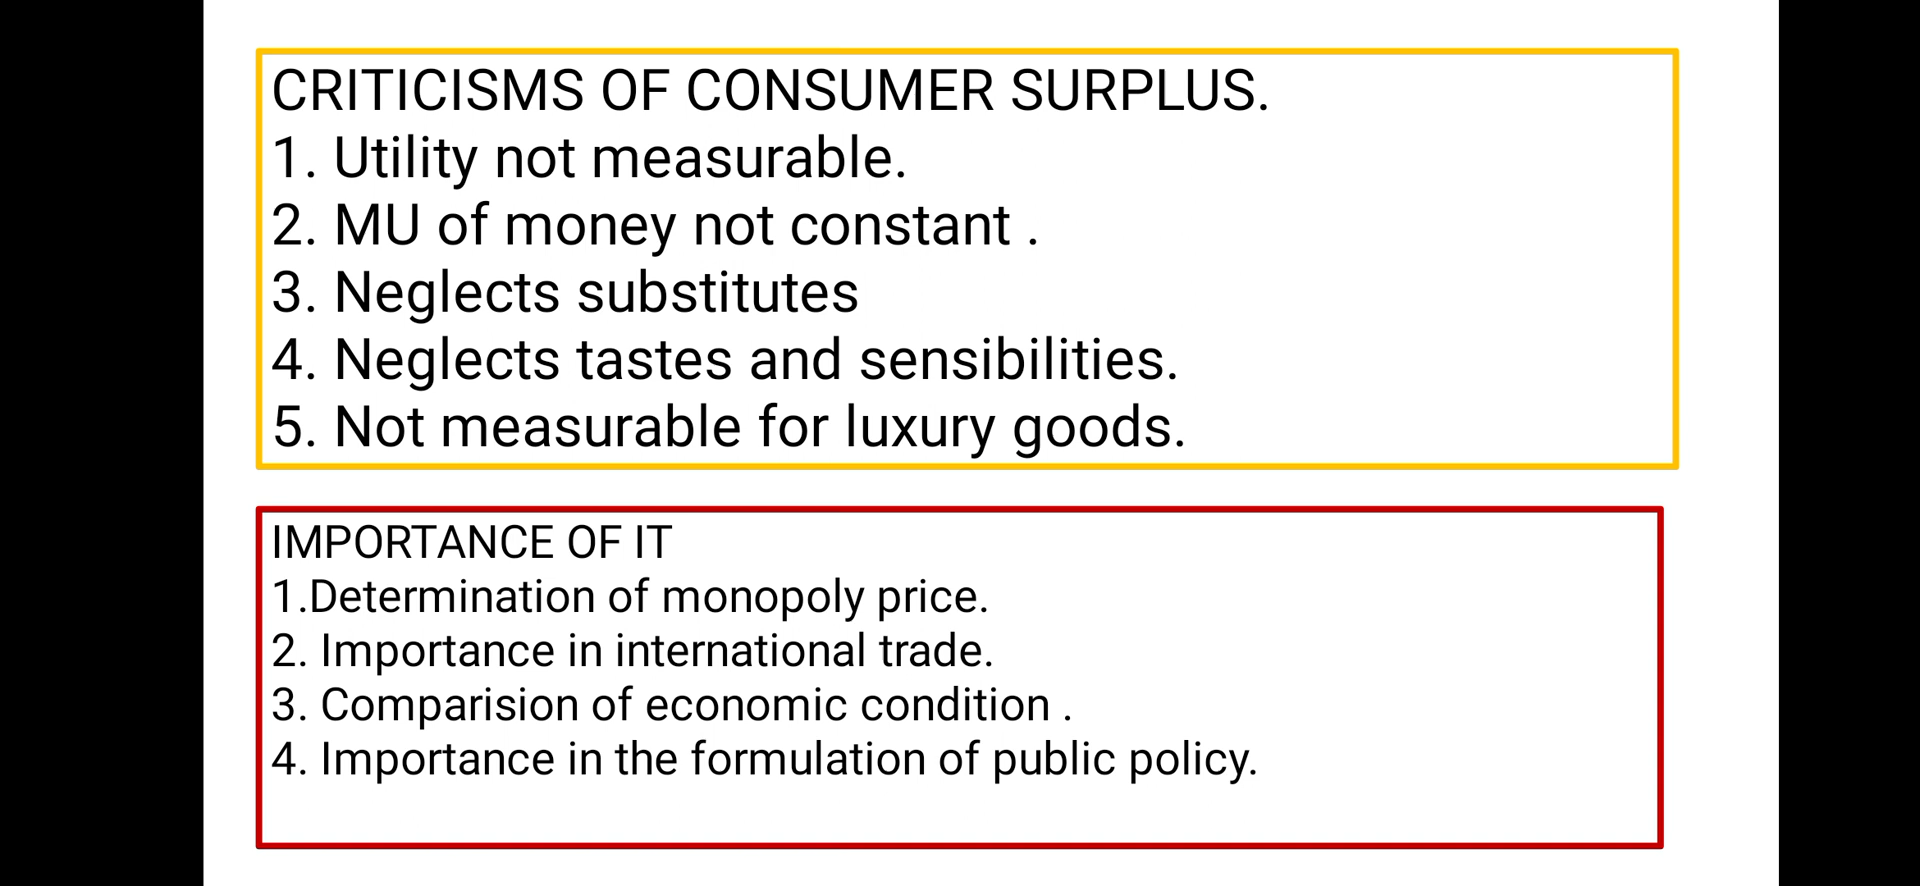 CRITICISMS OF CONSUMER SURPLUS.
1. Utility not measurable.
2. MU of money not constant .
3. Neglects substitutes
4. Neglects tastes and sensibilities.
5. Not measurable for luxury goods.
IMPORTANCE OF IT
1.Determination of monopoly price.
2. Importance in international trade.
3. Comparision of economic condition .
4. Importance in the formulation of public policy.